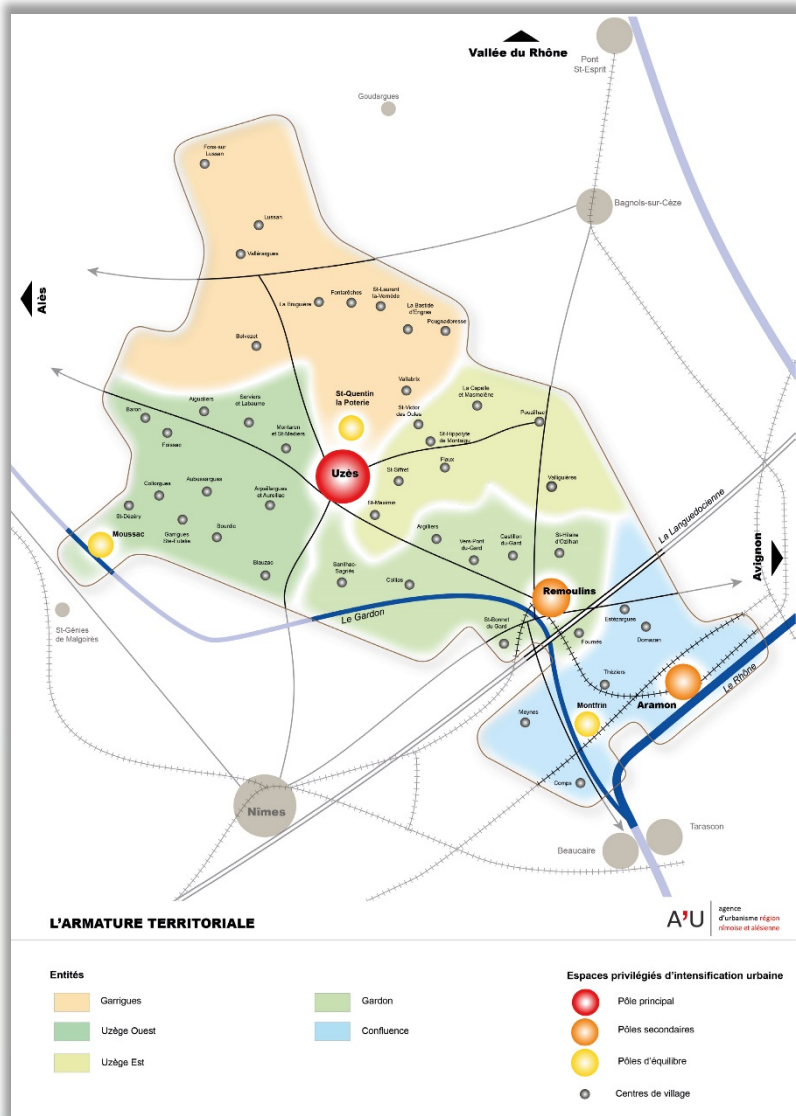 Vallée du Rhône
Pont
St-Esprit
Goudargues
Fons-sur
Lussan
Bagnols-sur-Cèze
Lussan
Vallérargues
Alès
La Bruguière
Fontarêches
St-Laurent
la-Vernède
La Bastide
d'Engras
Pougnadoresse
Belvezet
Vallabrix
La Capelle
et Masmolène
St-Quentin
la Poterie
Aigualiers
Serviers
et Labaume
Baron
Foissac
Montaren
et St-Médiers
St-Victor
des Oules
St-Hippolyte
de Montaigu
Pouzilhac
Uzès
Flaux
St-Siffret
Valliguières
Collorgues
Aubussargues
Arpaillargues
et Aureillac
St-Maximin
St-Dézéry
Moussac
Garrigues
Ste-Eulalie
Bourdic
Argilliers
Vers-Pont
du-Gard
Castillon
du-Gard
St-Hilaire
d'Ozilhan
La Languedocienne
Avignon
Blauzac
Sanilhac-
Sagriès
Collias
Remoulins
St-Géniès
de Malgoirès
Le Gardon
St-Bonnet
du Gard
Fournès
Estézargues
Domazan
Théziers
Aramon
Le Rhône
Meynes
Montfrin
Comps
Nîmes
Beaucaire
Tarascon
L'ARMATURE TERRITORIALE
A'U
agence
d'urbanisme région
nîmoise et alésienne
Entités
Garrigues
Uzège Ouest
Uzège Est
Gardon
Confluence
Espaces privilégiés d'intensification urbaine
Pôle principal
Pôles secondaires
Pôles d'équilibre
Centres de village